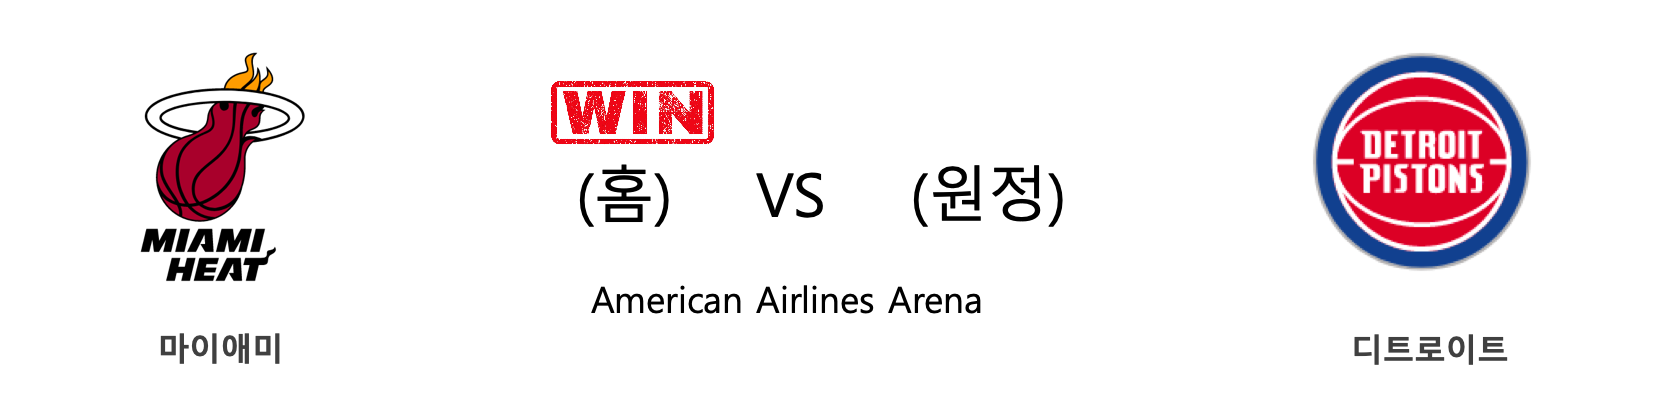 WIN
(홈) VS (원정)
American Airlines Arena
MIAMI
HEAT
마이애미
DETROIT
PISTONS
디트로이트